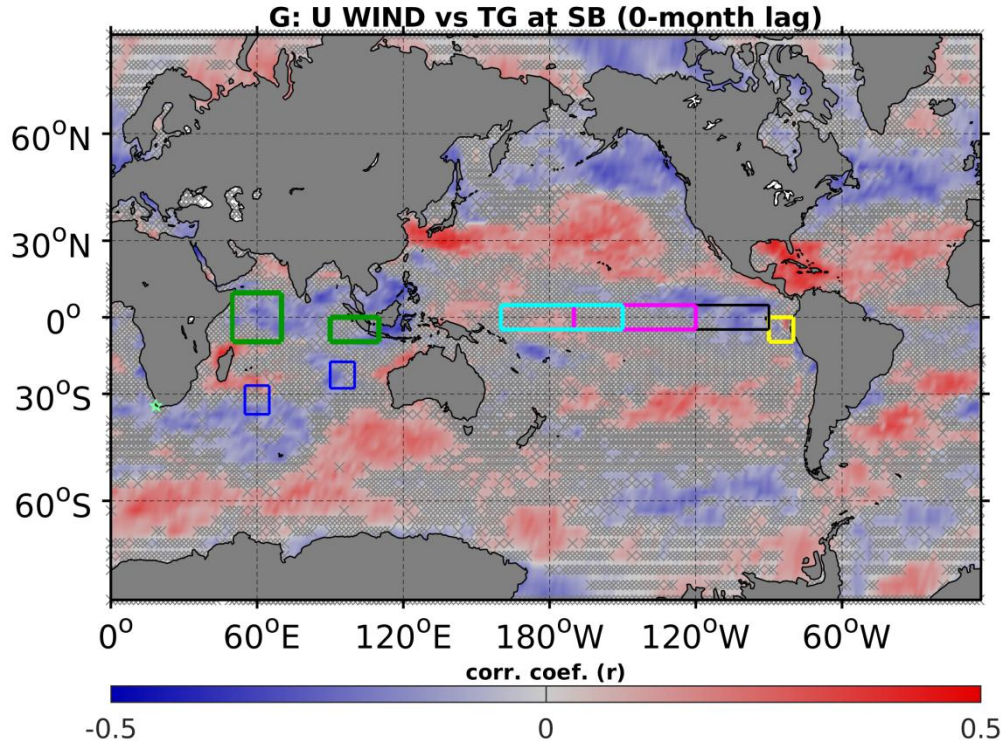 G: U WIND vs TG at SB (0-month lag)
60°N
30°N
0°
30°S
60°S
0° 60°E 120°E 180°W 120°W 60°W
corr. coef. (r)
-0.5 0 0.5